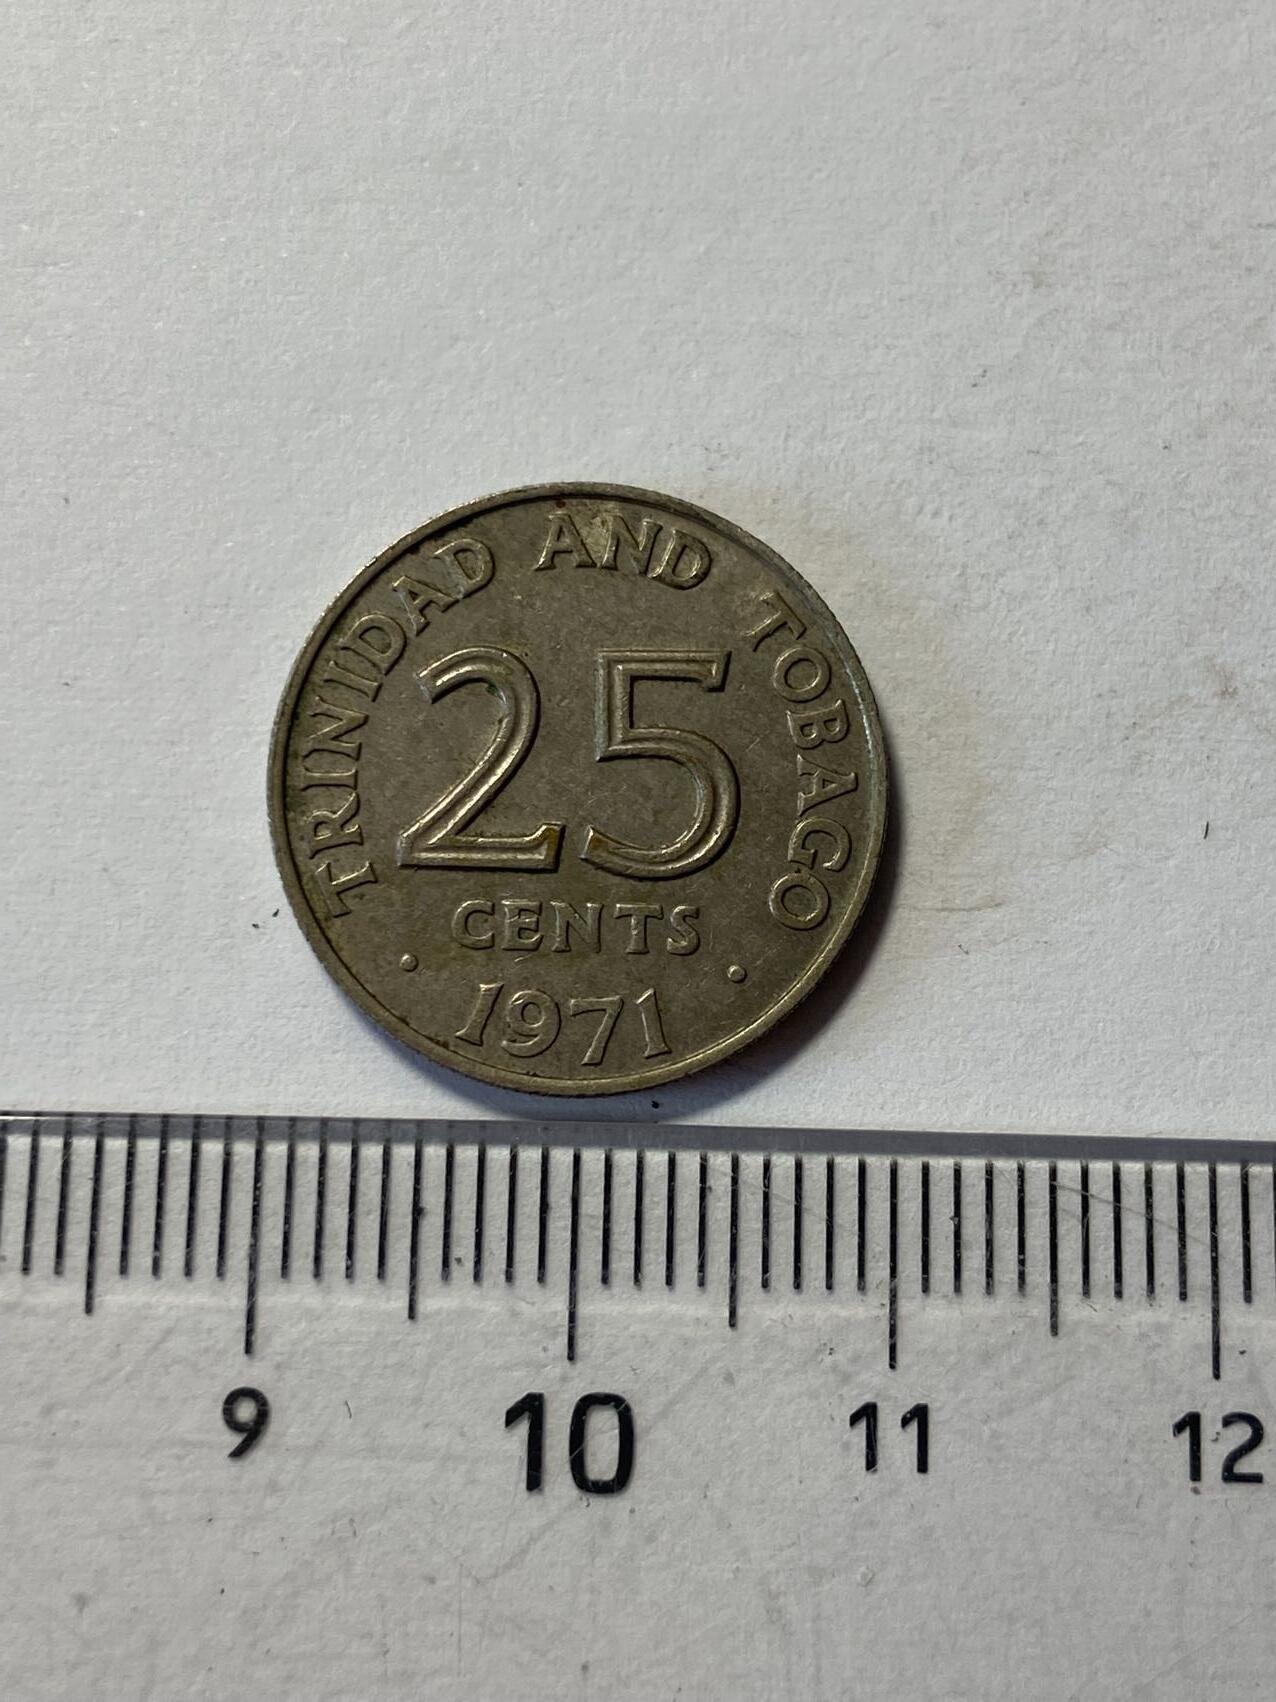 TRINIDAD AND TOBAGO
25
CENTS
· 1971 ·
9 10 11 12